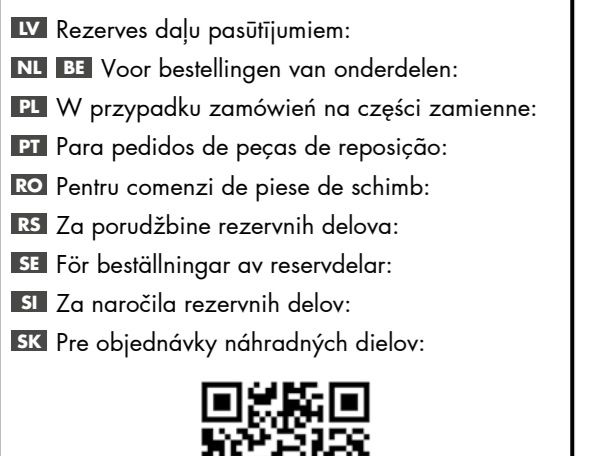 LV Rezerves daļu pasūtījumiem:
NL BE Voor bestellingen van onderdelen:
PL W przypadku zamówień na części zamienne:
PT Para pedidos de peças de reposição:
RO Pentru comenzi de piese de schimb:
RS Za porudžbine rezervnih delova:
SE För beställningar av reservdelar:
SI Za naročila rezervnih delov:
SK Pre objednávky náhradných dielov: